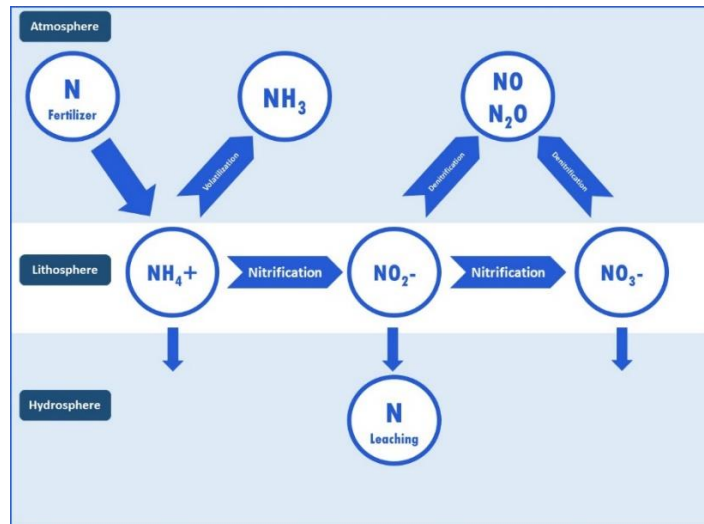 Atmosphere
N
Fertilizer
NH₃
NO
N₂O
Volatilization
Denitrification
Denitrification
Lithosphere
NH₄+
Nitrification
NO₂-
Nitrification
NO₃-
Hydrosphere
N
Leaching